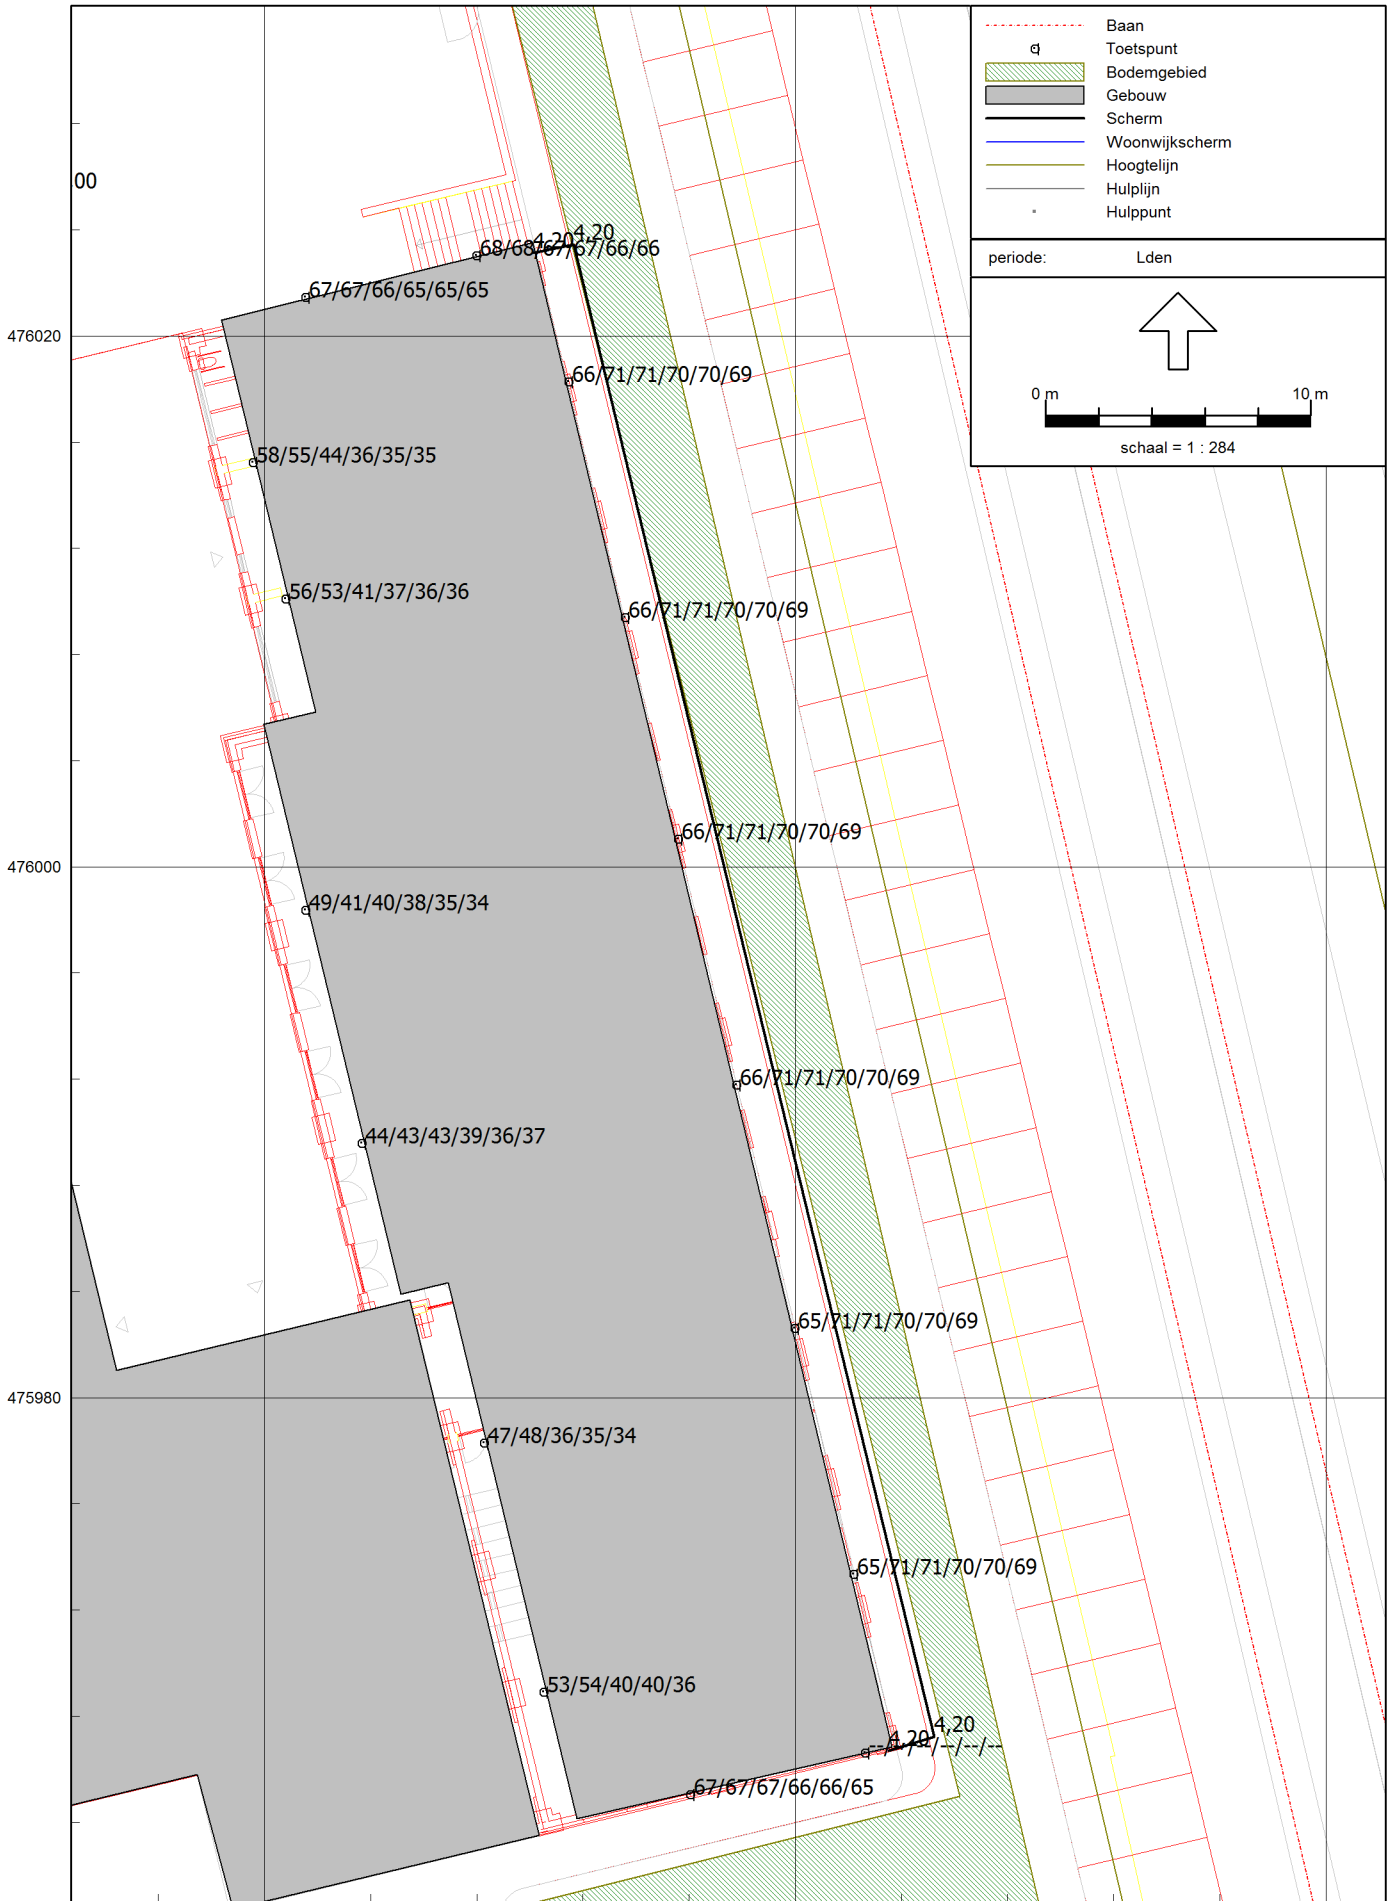 Baan
Toetspunt
Bodemgebied
Gebouw
Scherm
Woonwijkscherm
Hoogtelijn
Hulplijn
Hulppunt
periode: Lden
0 m 10 m
schaal = 1 : 284
:00
4,20
4,20
68/68/67/67/66/66
67/67/66/65/65/65
476020
66/71/71/70/70/69
58/55/44/36/35/35
56/53/41/37/36/36
66/71/71/70/70/69
66/71/71/70/70/69
476000
49/41/40/38/35/34
66/71/71/70/70/69
44/43/43/39/36/37
65/71/71/70/70/69
475980
47/48/36/35/34
65/71/71/70/70/69
53/54/40/40/36
4,20
4,20
--/--/--/--/--/--
67/67/67/66/66/65